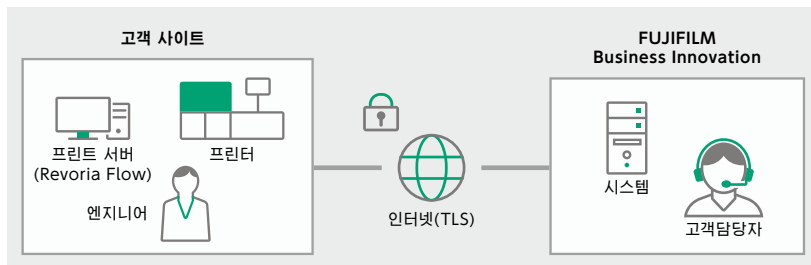 고객 사이트
FUJIFILM
Business Innovation
프린트 서버
(Revoria Flow)
프린터
엔지니어
인터넷(TLS)
시스템
고객담당자